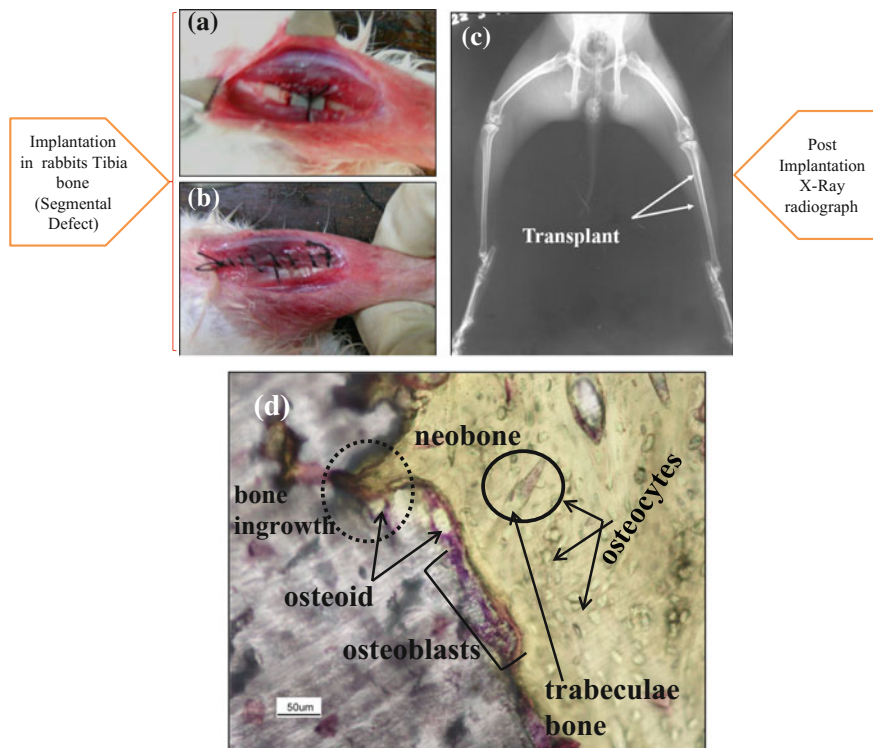 (a)
(b)
(c)
Implantation
in rabbits Tibia
bone
(Segmental
Defect)
Transplant
Post
Implantation
X-Ray
radiograph
(d)
neobone
bone
ingrowth
osteocytes
osteoid
osteoblasts
trabeculae
bone
50um